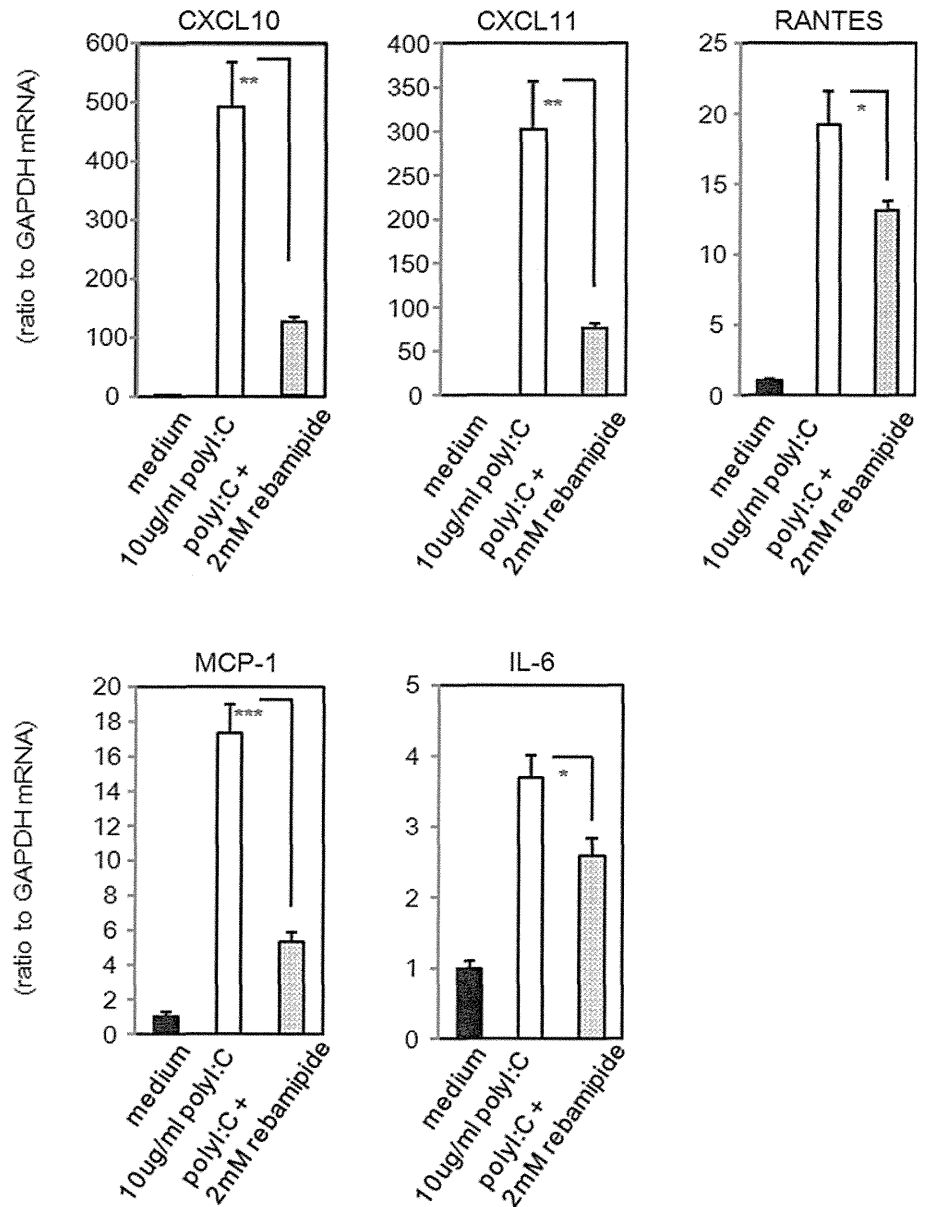 CXCL10
CXCL11
RANTES
(ratio to GAPDH mRNA)
600
500
400
300
200
100
0
**
medium
10ug/ml polyI:C
polyI:C +
2mM rebamipide
400
350
300
250
200
150
100
50
0
**
medium
10ug/ml polyI:C
polyI:C +
2mM rebamipide
25
20
15
10
5
0
*
medium
10ug/ml polyI:C
polyI:C +
2mM rebamipide
MCP-1
IL-6
(ratio to GAPDH mRNA)
20
18
16
14
12
10
8
6
4
2
0
***
medium
10ug/ml polyI:C
polyI:C +
2mM rebamipide
5
4
3
2
1
0
*
medium
10ug/ml polyI:C
polyI:C +
2mM rebamipide